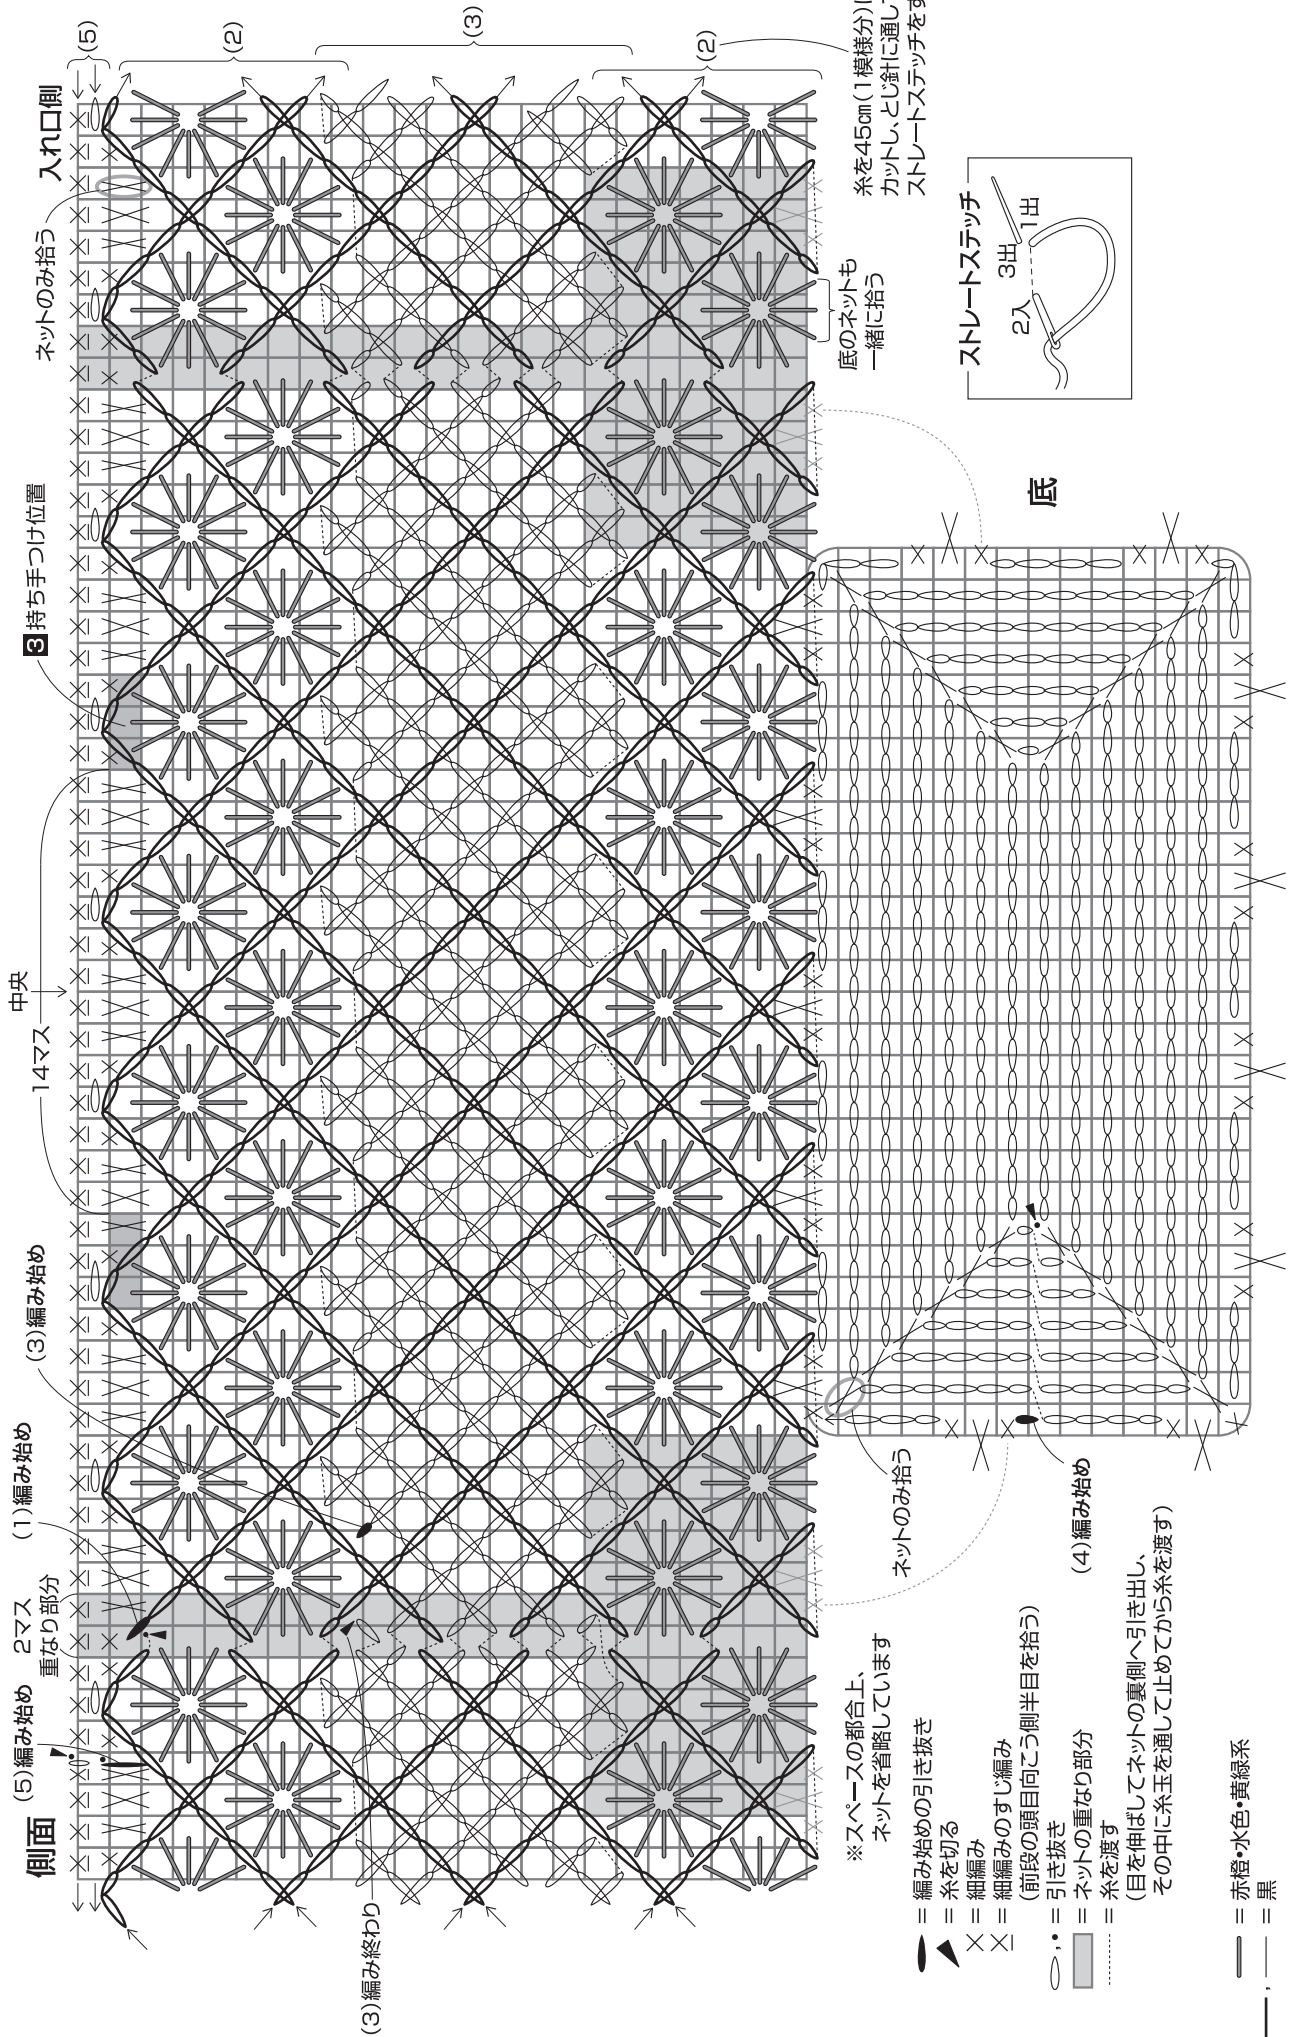 側面
(5)編み始め
2マス
重なり部分
(1)編み始め
(3)編み始め
14マス
中央
3 持ち手つけ位置
ネットのみ拾う
入れ口側
(5)
(2)
(3)
(2)
糸を45cm(1模様分)に
カットし、とじ針に通して
ストレートステッチをす
底のネットも
一緒に拾う
ストレートステッチ
2入
3出
1出
底
(3)編み終わり
※スペースの都合上、
ネットを省略しています
ネットのみ拾う
(4)編み始め
= 編み始めの引き抜き
= 糸を切る
= 細編み
= 細編みのすじ編み
(前段の頭目向こう側半目を拾う)
= 引き抜き
= ネットの重なり部分
= 糸を渡す
(目を伸ばしてネットの裏側へ引き出し、
その中に糸玉を通して止めてから糸を渡す)
= 赤橙・水色・黄緑系
= 黒